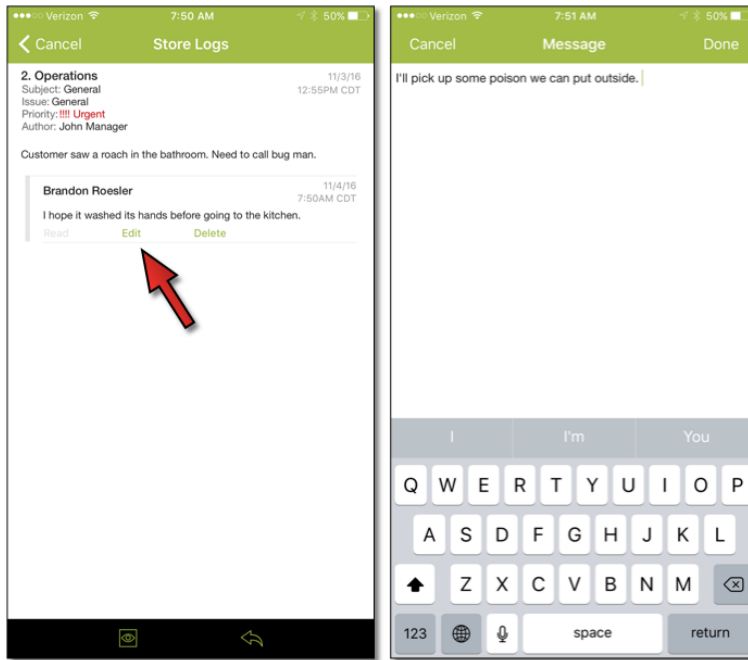 Verizon 7:50 AM 50%
Cancel Store Logs
2. Operations 11/3/16
Subject: General 12:55PM CDT
Issue: General
Priority: !!!! Urgent
Author: John Manager
Customer saw a roach in the bathroom. Need to call bug man.
Brandon Roesler 11/4/16
7:50AM CDT
I hope it washed its hands before going to the kitchen.
Read Edit Delete
Verizon 7:51 AM 50%
Cancel Message Done
I'll pick up some poison we can put outside.
I I'm You
Q W E R T Y U I O P
A S D F G H J K L
Z X C V B N M
123 space return